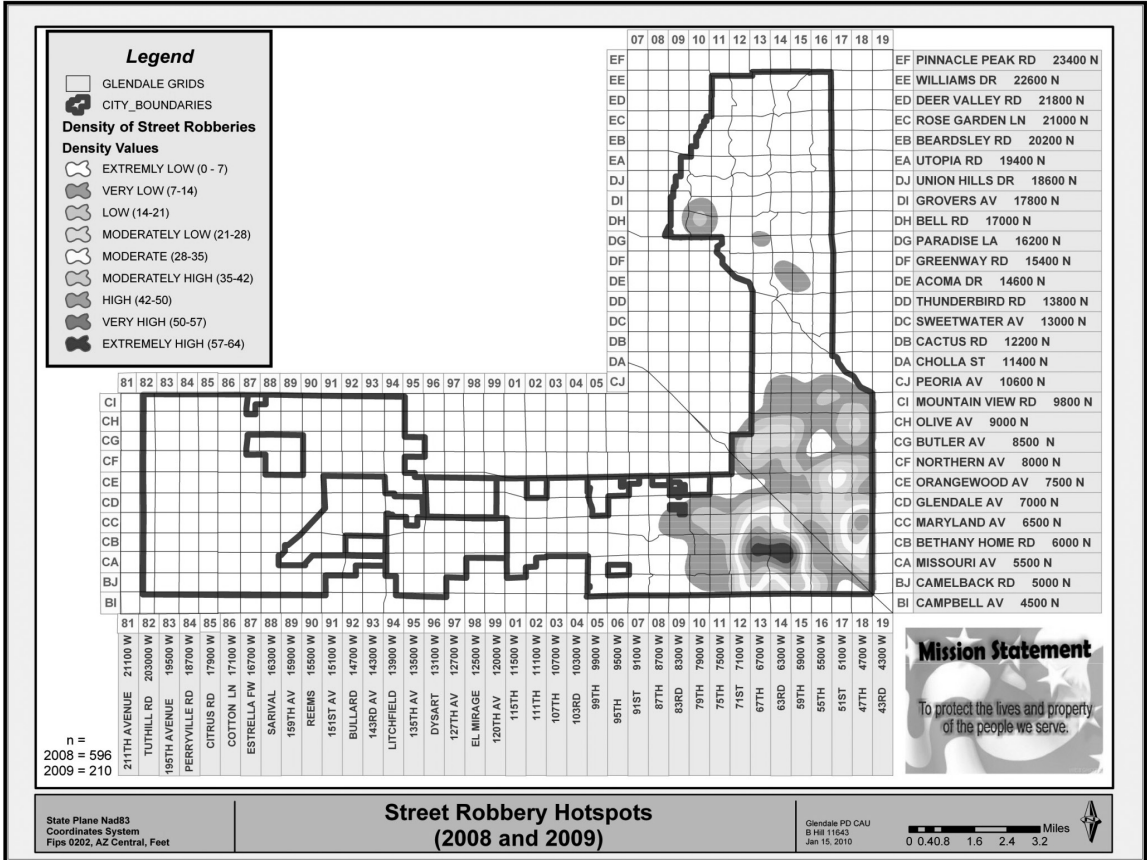 Legend
GLENDALE GRIDS
CITY_BOUNDARIES
Density of Street Robberies
Density Values
EXTREMLY LOW (0 - 7)
VERY LOW (7-14)
LOW (14-21)
MODERATELY LOW (21-28)
MODERATE (28-35)
MODERATELY HIGH (35-42)
HIGH (42-50)
VERY HIGH (50-57)
EXTREMELY HIGH (57-64)
07 08 09 10 11 12 13 14 15 16 17 18 19
EF EF PINNACLE PEAK RD 23400 N
EE EE WILLIAMS DR 22600 N
ED ED DEER VALLEY RD 21800 N
EC EC ROSE GARDEN LN 21000 N
EB EB BEARDSLEY RD 20200 N
EA EA UTOPIA RD 19400 N
DJ DJ UNION HILLS DR 18600 N
DI DI GROVERS AV 17800 N
DH DH BELL RD 17000 N
DG DG PARADISE LA 16200 N
DF DF GREENWAY RD 15400 N
DE DE ACOMA DR 14600 N
DD DD THUNDERBIRD RD 13800 N
DC DC SWEETWATER AV 13000 N
DB DB CACTUS RD 12200 N
DA DA CHOLLA ST 11400 N
81 82 83 84 85 86 87 88 89 90 91 92 93 94 95 96 97 98 99 01 02 03 04 05 CJ CJ PEORIA AV 10600 N
CI CI MOUNTAIN VIEW RD 9800 N
CH CH OLIVE AV 9000 N
CG CG BUTLER AV 8500 N
CF CF NORTHERN AV 8000 N
CE CE ORANGEWOOD AV 7500 N
CD CD GLENDALE AV 7000 N
CC CC MARYLAND AV 6500 N
CB CB BETHANY HOME RD 6000 N
CA CA MISSOURI AV 5500 N
BJ BJ CAMELBACK RD 5000 N
BI BI CAMPBELL AV 4500 N
81 82 83 84 85 86 87 88 89 90 91 92 93 94 95 96 97 98 99 01 02 03 04 05 06 07 08 09 10 11 12 13 14 15 16 17 18 19
211TH AVENUE 21100 W
TUTHILL RD 203000 W
195TH AVENUE 19500 W
PERRYVILLE RD 18700 W
CITRUS RD 17900 W
COTTON LN 17100 W
ESTRELLA FW 16700 W
SARIVAL 16300 W
159TH AV 15900 W
REEMS 15500 W
151ST AV 15100 W
BULLARD 14700 W
143RD AV 14300 W
LITCHFIELD 13900 W
135TH AV 13500 W
DYSART 13100 W
127TH AV 12700 W
EL MIRAGE 12500 W
120TH AV 12000 W
115TH 11500 W
111TH 11100 W
107TH 10700 W
103RD 10300 W
99TH 9900 W
95TH 9500 W
91ST 9100 W
87TH 8700 W
83RD 8300 W
79TH 7900 W
75TH 7500 W
71ST 7100 W
67TH 6700 W
63RD 6300 W
59TH 5900 W
55TH 5500 W
51ST 5100 W
47TH 4700 W
43RD 4300 W
n =
2008 = 596
2009 = 210
Mission Statement
To protect the lives and property
of the people we serve.
State Plane Nad83
Coordinates System
Fips 0202, AZ Central, Feet
Street Robbery Hotspots
(2008 and 2009)
Glendale PD CAU
B Hill 11643
Jan 15, 2010
Miles
0 0.40.8 1.6 2.4 3.2